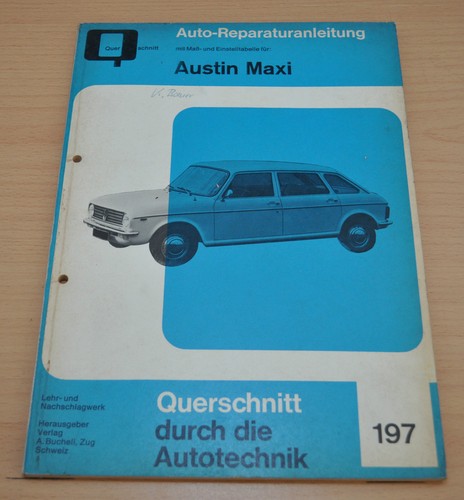 Auto-Reparaturanleitung
Quer schnitt
mit Maß- und Einstelltabelle für:
Austin Maxi
Lehr- und
Nachschlagwerk
Herausgeber
Verlag
A. Bucheli, Zug
Schweiz
Querschnitt
durch die
Autotechnik
197